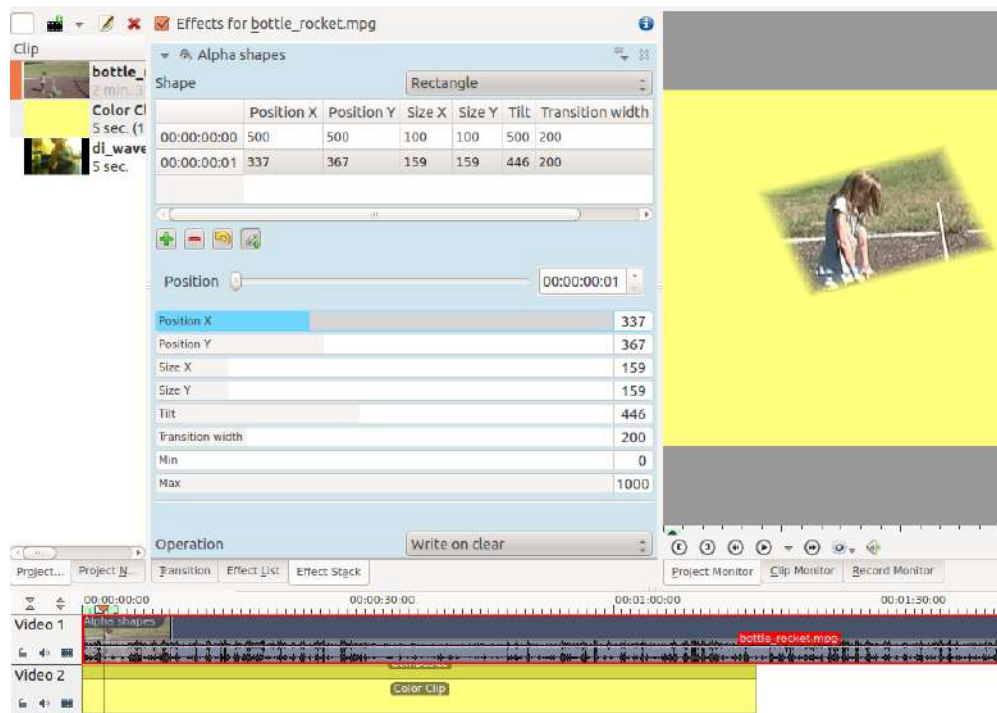 Effects for bottle_rocket.mpg
Clip
bottle_
2 min. 3
Color Cl
5 sec. (1
di_wave
5 sec.
Alpha shapes
Shape Rectangle
Position X Position Y Size X Size Y Tilt Transition width
00:00:00:00 500 500 100 100 500 200
00:00:00:01 337 367 159 159 446 200
Position 00:00:00:01
Position X 337
Position Y 367
Size X 159
Size Y 159
Tilt 446
Transition width 200
Min 0
Max 1000
Operation Write on clear
Project... Project N... Transition Effect List Effect Stack Project Monitor Clip Monitor Record Monitor
00:00:00:00 00:00:30:00 00:01:00:00 00:01:30:00
Video 1
Alpha shapes
bottle_rocket.mpg
Video 2
Composite
Color Clip